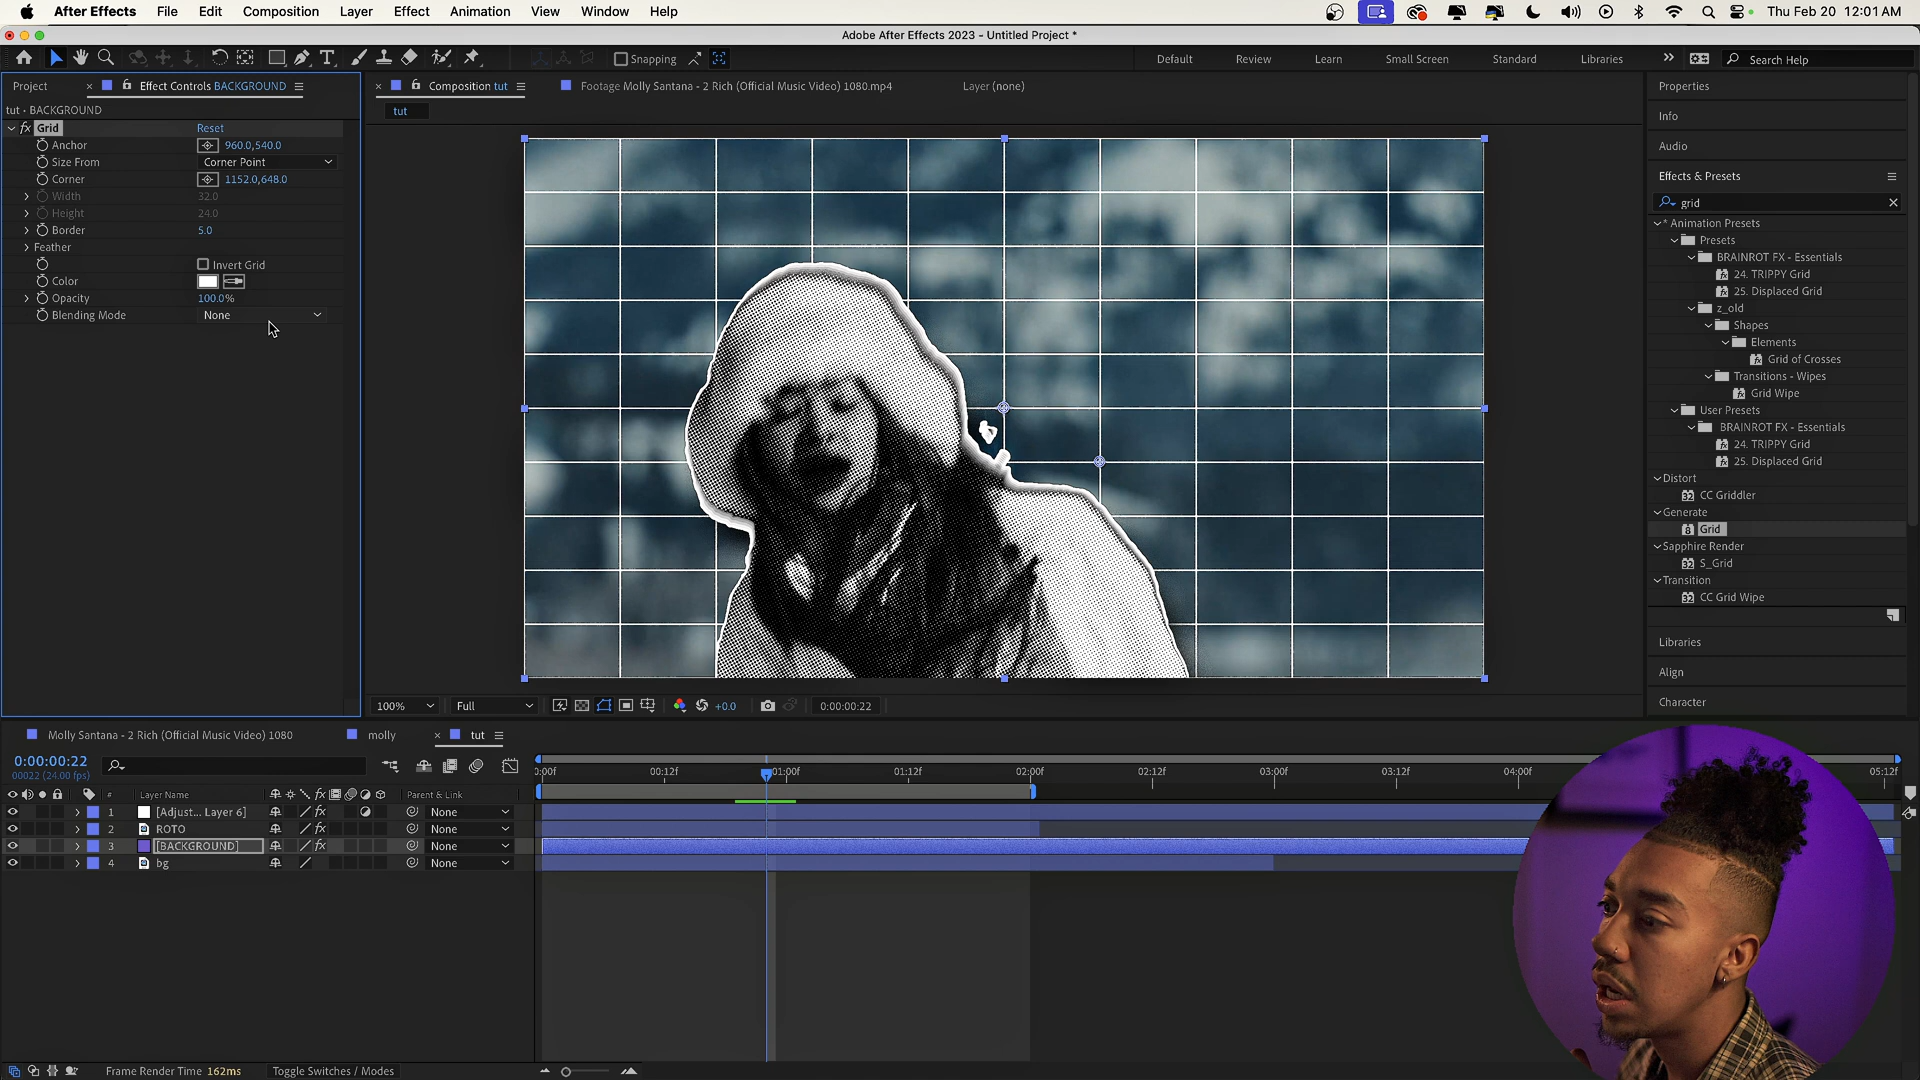 After Effects File Edit Composition Layer Effect Animation View Window Help Thu Feb 20 12:01 AM
Adobe After Effects 2023 - Untitled Project *
Snapping Default Review Learn Small Screen Standard Libraries Search Help
Project Effect Controls BACKGROUND
Composition tut Footage Molly Santana - 2 Rich (Official Music Video) 1080.mp4 Layer (none)
tut • BACKGROUND
tut
fx Grid Reset
Anchor 960.0,540.0
Size From Corner Point
Corner 1152.0,648.0
Width 32.0
Height 24.0
Border 5.0
Feather
Invert Grid
Color
Opacity 100.0%
Blending Mode None
Properties
Info
Audio
Effects & Presets
grid
* Animation Presets
Presets
BRAINROT FX - Essentials
24. TRIPPY Grid
25. Displaced Grid
z_old
Shapes
Elements
Grid of Crosses
Transitions - Wipes
Grid Wipe
User Presets
BRAINROT FX - Essentials
24. TRIPPY Grid
25. Displaced Grid
Distort
CC Griddler
Generate
Grid
Sapphire Render
S_Grid
Transition
CC Grid Wipe
Libraries
Align
Character
100% Full +0.0 0:00:00:22
Molly Santana - 2 Rich (Official Music Video) 1080 molly tut
0:00:00:22
00022 (24.00 fps)
:00f 00:12f 01:00f 01:12f 02:00f 02:12f 03:00f 03:12f 04:00f 05:12f
# Layer Name Parent & Link
1 [Adjust... Layer 6] None
2 ROTO None
3 [BACKGROUND] None
4 bg None
Frame Render Time 162ms Toggle Switches / Modes